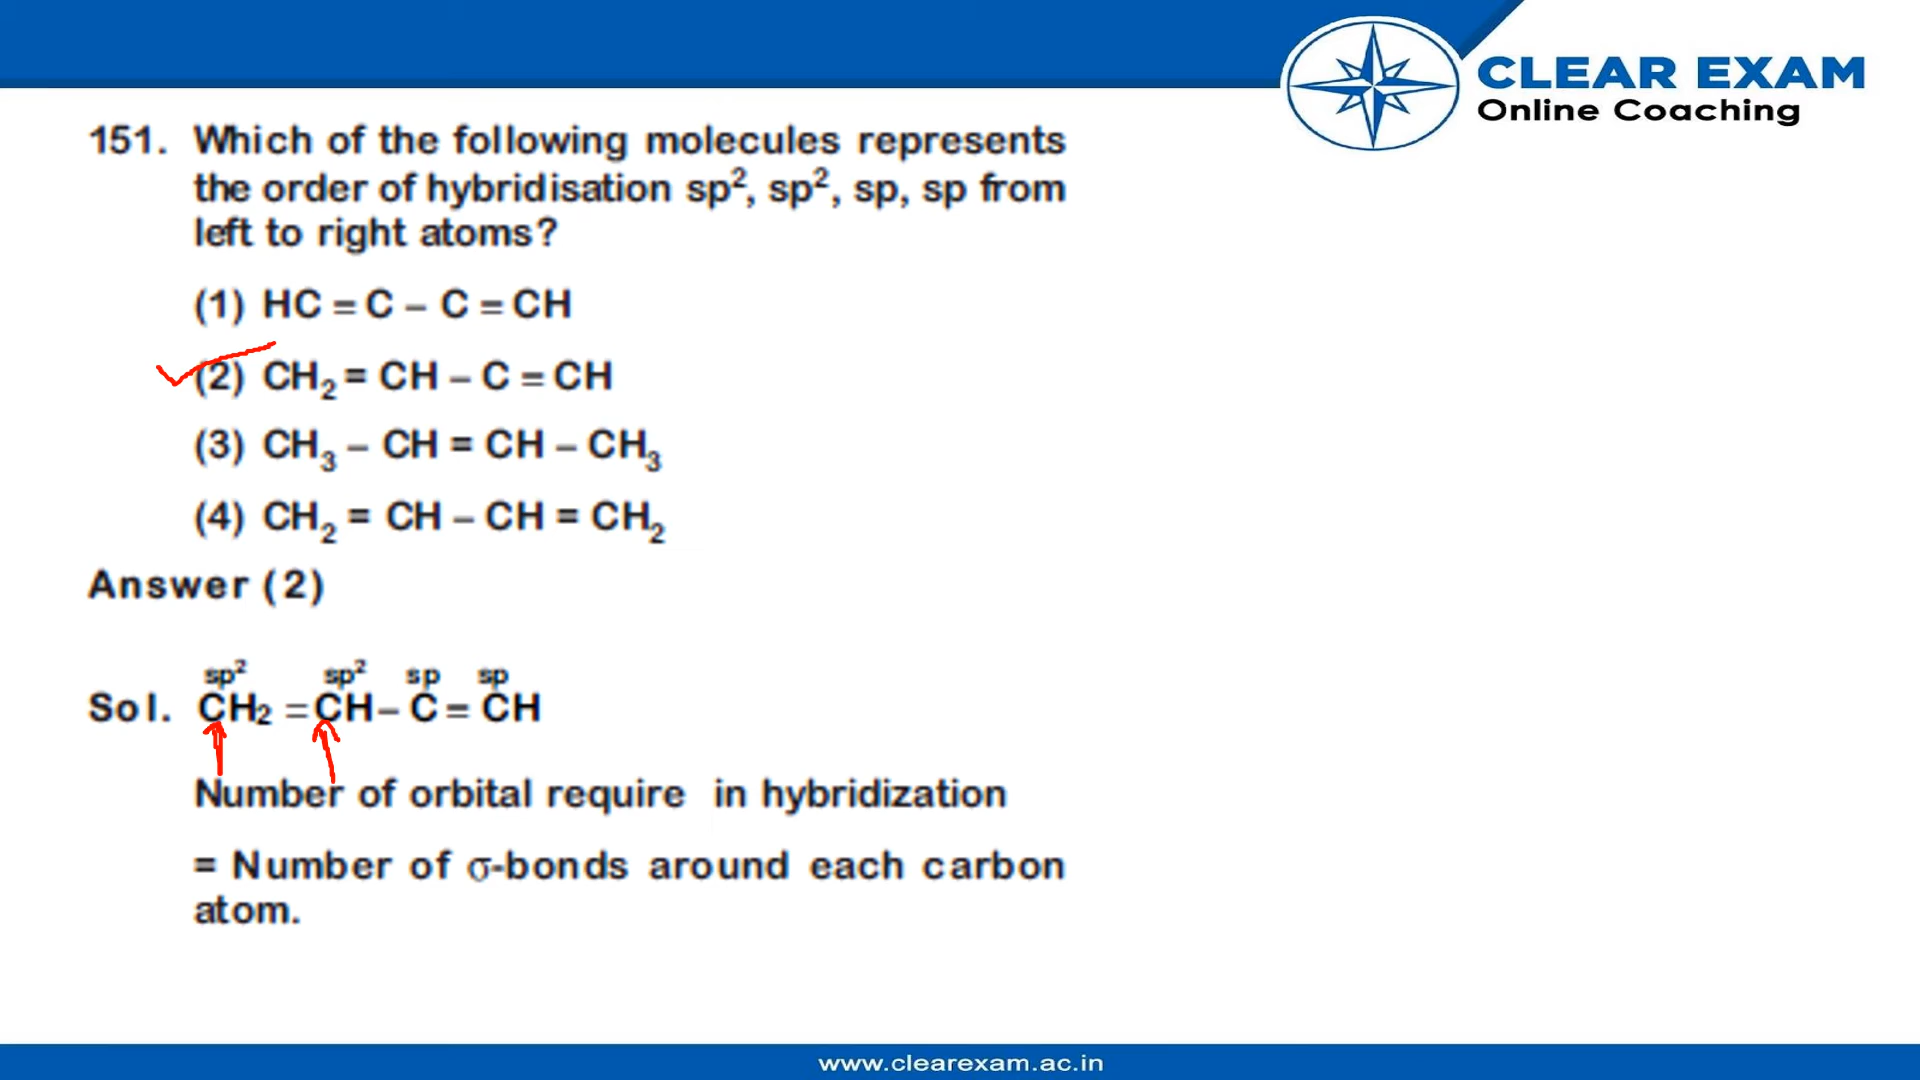 CLEAR EXAM
Online Coaching
151. Which of the following molecules represents
the order of hybridisation sp², sp², sp, sp from
left to right atoms?
(1) HC = C – C = CH
(2) CH₂ = CH – C = CH
(3) CH₃ – CH = CH – CH₃
(4) CH₂ = CH – CH = CH₂
Answer (2)
sp² sp² sp sp
Sol. CH₂ = CH – C = CH
Number of orbital require in hybridization
= Number of σ-bonds around each carbon
atom.
www.clearexam.ac.in